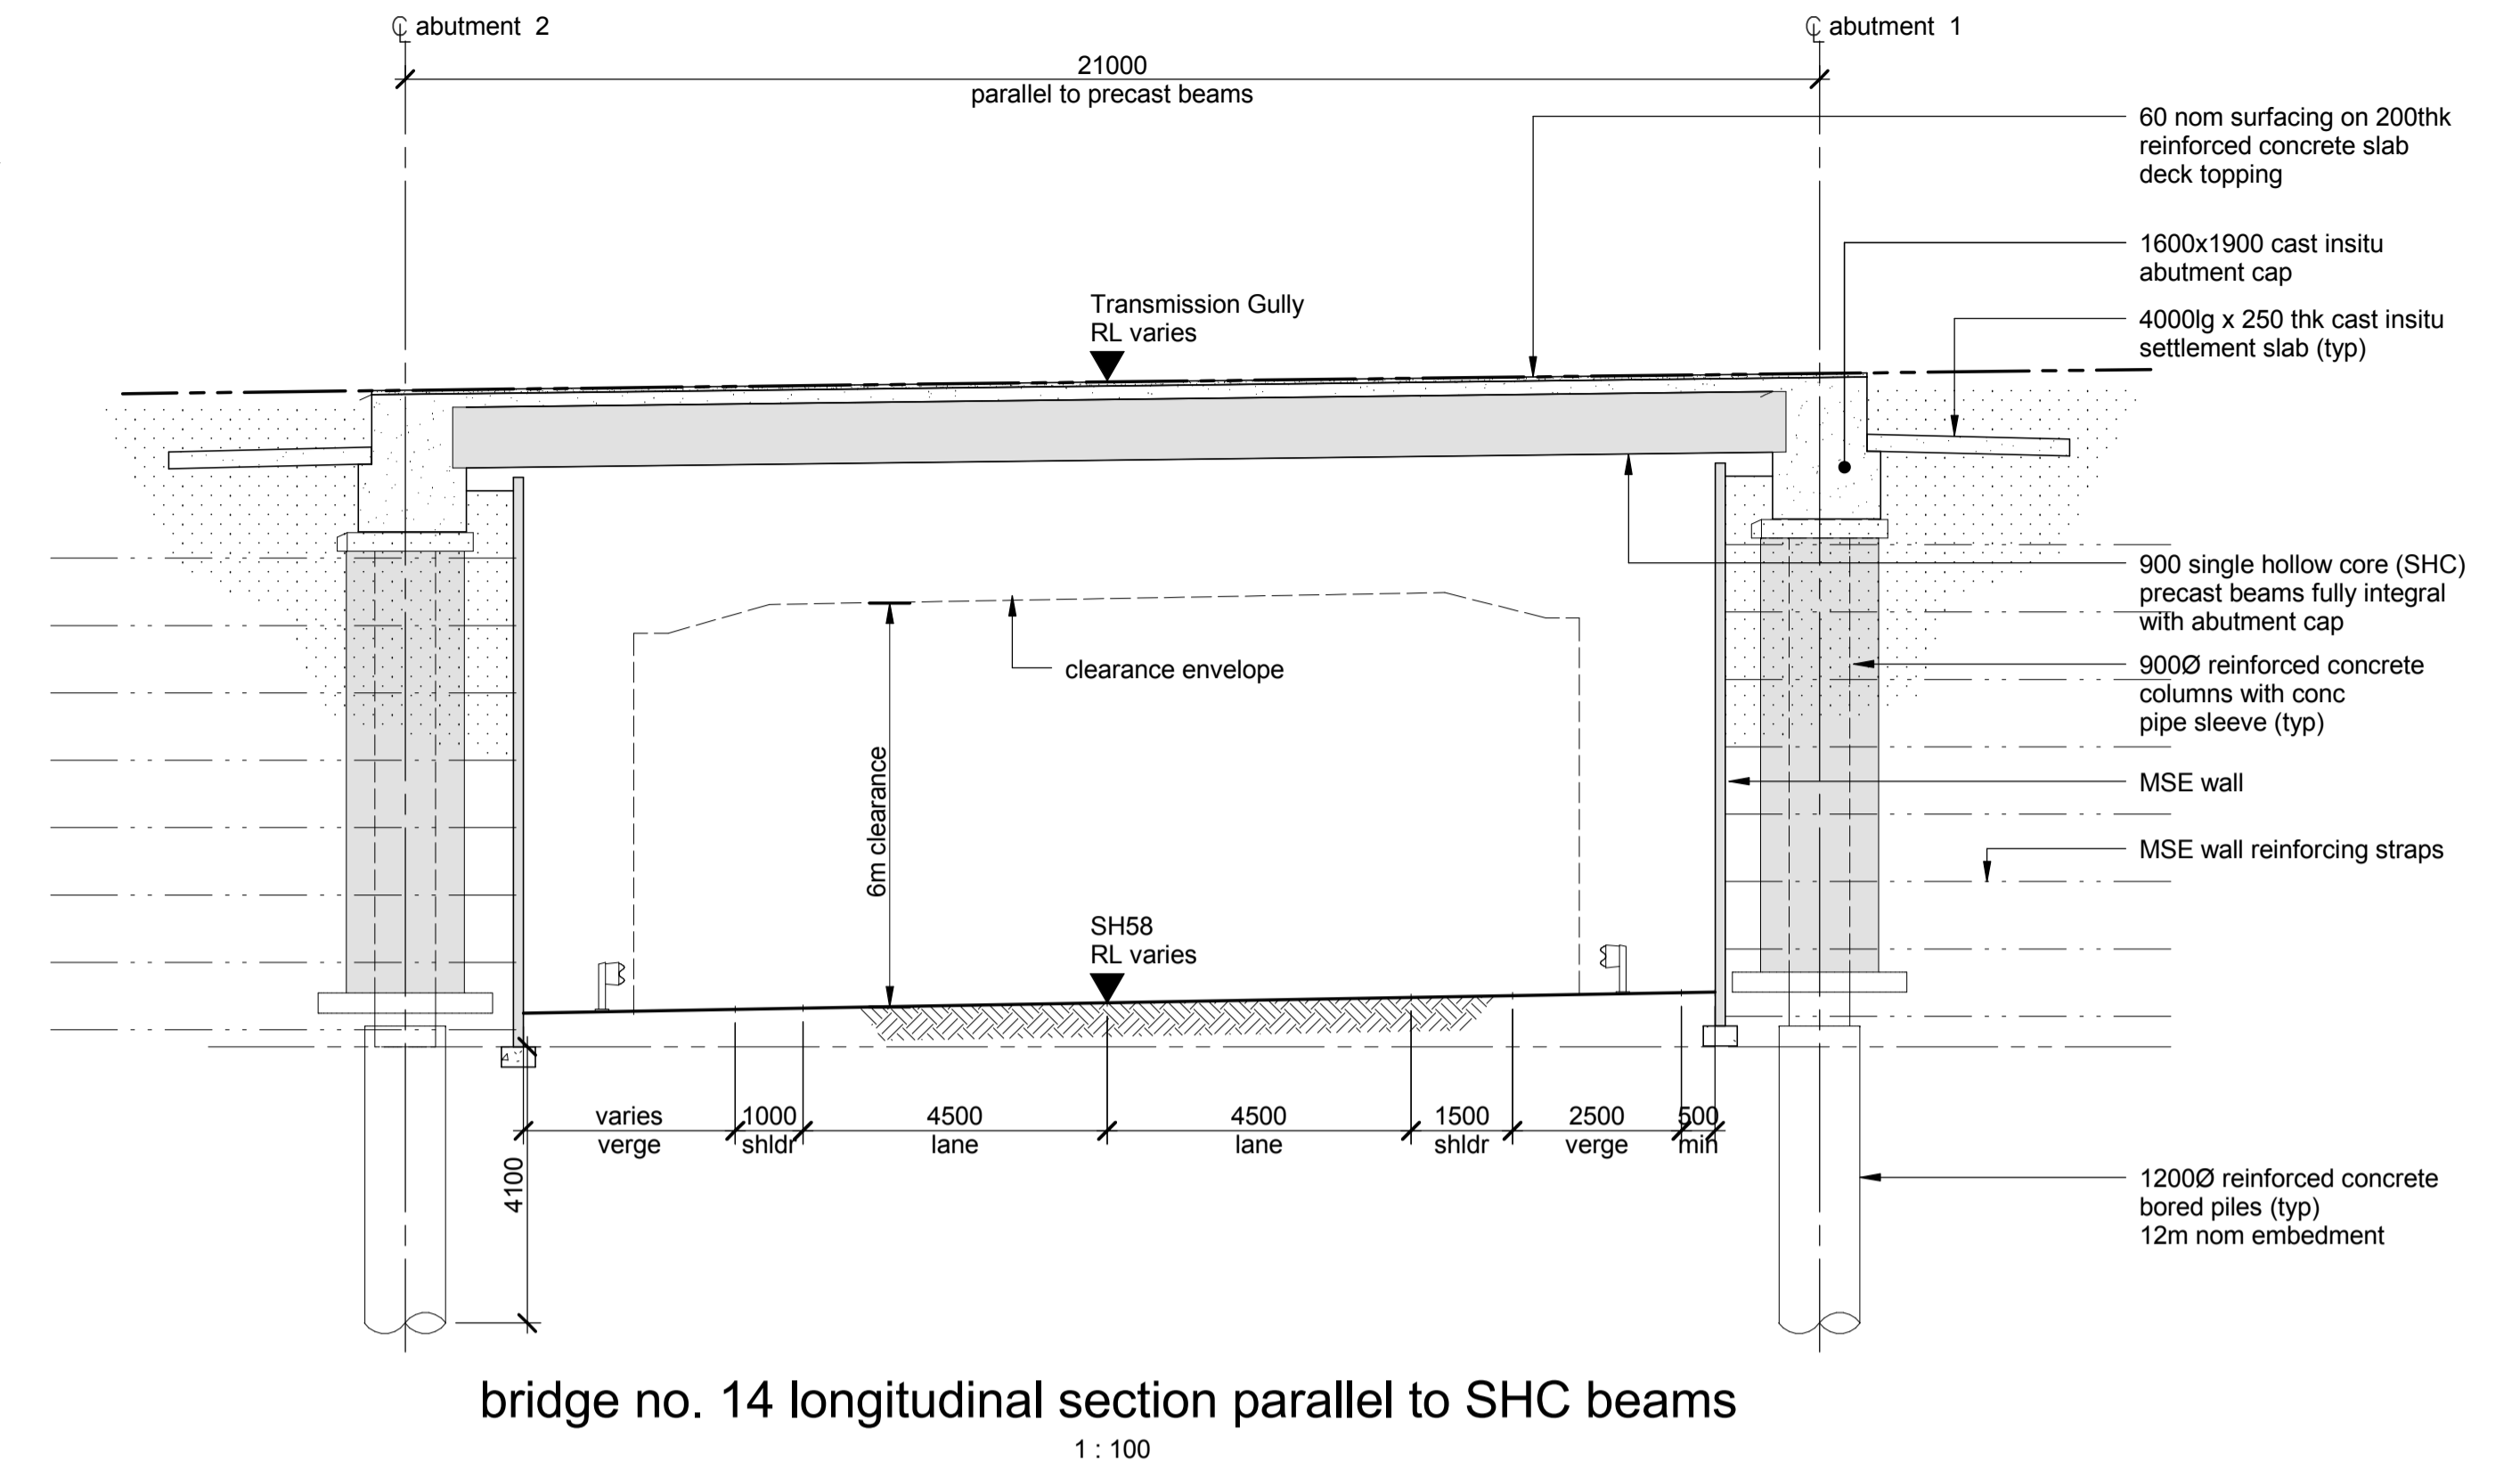 ℄ abutment 2
℄ abutment 1
21000
parallel to precast beams
60 nom surfacing on 200thk
reinforced concrete slab
deck topping
1600x1900 cast insitu
abutment cap
Transmission Gully
RL varies
4000lg x 250 thk cast insitu
settlement slab (typ)
900 single hollow core (SHC)
precast beams fully integral
with abutment cap
clearance envelope
900Ø reinforced concrete
columns with conc
pipe sleeve (typ)
6m clearance
MSE wall
MSE wall reinforcing straps
SH58
RL varies
varies
verge
1000
shldr
4500
lane
4500
lane
1500
shldr
2500
verge
500
min
4100
1200Ø reinforced concrete
bored piles (typ)
12m nom embedment
bridge no. 14 longitudinal section parallel to SHC beams
1 : 100